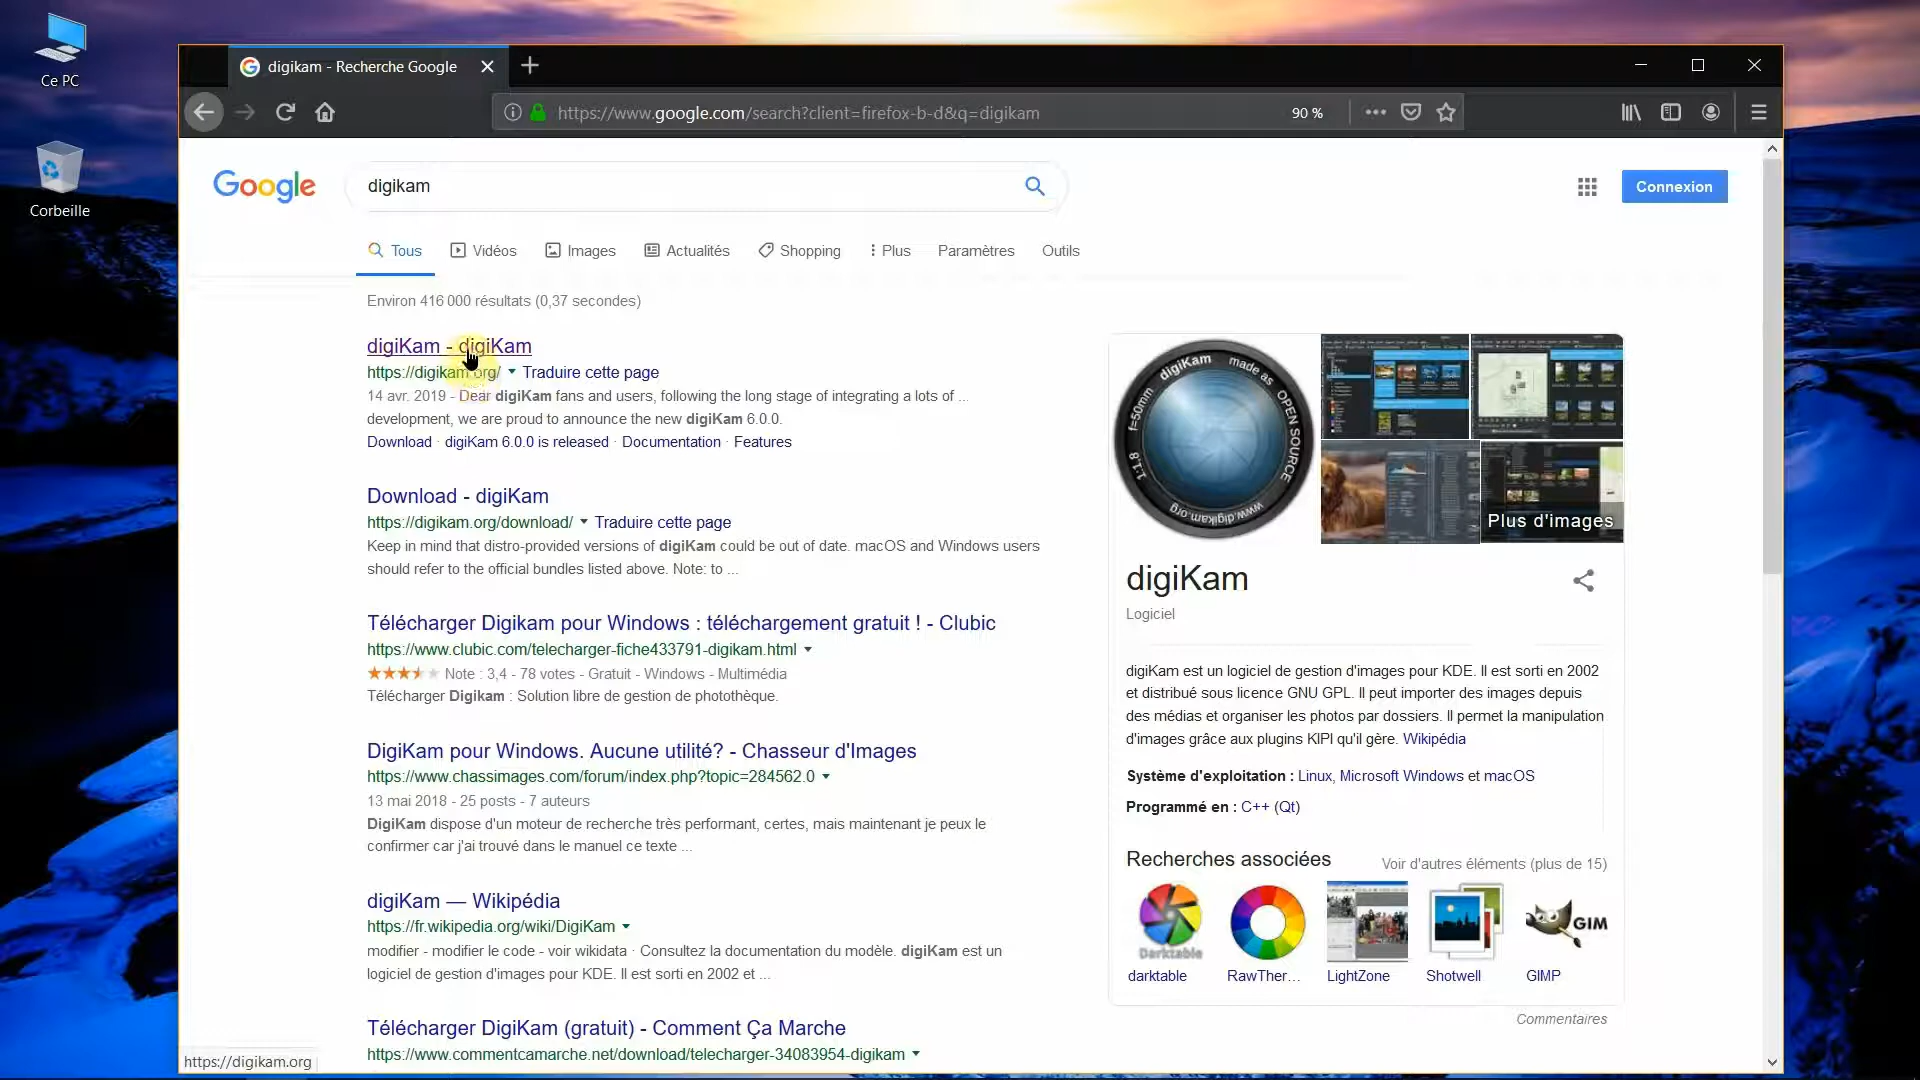 Ce PC
Corbeille
digikam - Recherche Google
https://www.google.com/search?client=firefox-b-d&q=digikam
90 %
Google
digikam
Connexion
Tous
Vidéos
Images
Actualités
Shopping
Plus
Paramètres
Outils
Environ 416 000 résultats (0,37 secondes)
digiKam - digiKam
https://digikam.org/ Traduire cette page
14 avr. 2019 - Dear digiKam fans and users, following the long stage of integrating a lots of ...
development, we are proud to announce the new digiKam 6.0.0.
Download · digiKam 6.0.0 is released · Documentation · Features
Download - digiKam
https://digikam.org/download/ Traduire cette page
Keep in mind that distro-provided versions of digiKam could be out of date. macOS and Windows users
should refer to the official bundles listed above. Note: to ...
Télécharger Digikam pour Windows : téléchargement gratuit ! - Clubic
https://www.clubic.com/telecharger-fiche433791-digikam.html
Note : 3,4 - 78 votes - Gratuit - Windows - Multimédia
Télécharger Digikam : Solution libre de gestion de photothèque.
DigiKam pour Windows. Aucune utilité? - Chasseur d'Images
https://www.chassimages.com/forum/index.php?topic=284562.0
13 mai 2018 - 25 posts - 7 auteurs
DigiKam dispose d'un moteur de recherche très performant, certes, mais maintenant je peux le
confirmer car j'ai trouvé dans le manuel ce texte ...
digiKam — Wikipédia
https://fr.wikipedia.org/wiki/DigiKam
modifier - modifier le code - voir wikidata · Consultez la documentation du modèle. digiKam est un
logiciel de gestion d'images pour KDE. Il est sorti en 2002 et ...
Télécharger DigiKam (gratuit) - Comment Ça Marche
https://www.commentcamarche.net/download/telecharger-34083954-digikam
https://digikam.org
digiKam made as OPEN SOURCE
www.digikam.org
1:1.8 f=50mm
Plus d'images
digiKam
Logiciel
digiKam est un logiciel de gestion d'images pour KDE. Il est sorti en 2002
et distribué sous licence GNU GPL. Il peut importer des images depuis
des médias et organiser les photos par dossiers. Il permet la manipulation
d'images grâce aux plugins KIPI qu'il gère. Wikipédia
Système d'exploitation : Linux, Microsoft Windows et macOS
Programmé en : C++ (Qt)
Recherches associées
Voir d'autres éléments (plus de 15)
Darktable
GIM
darktable
RawTher...
LightZone
Shotwell
GIMP
Commentaires